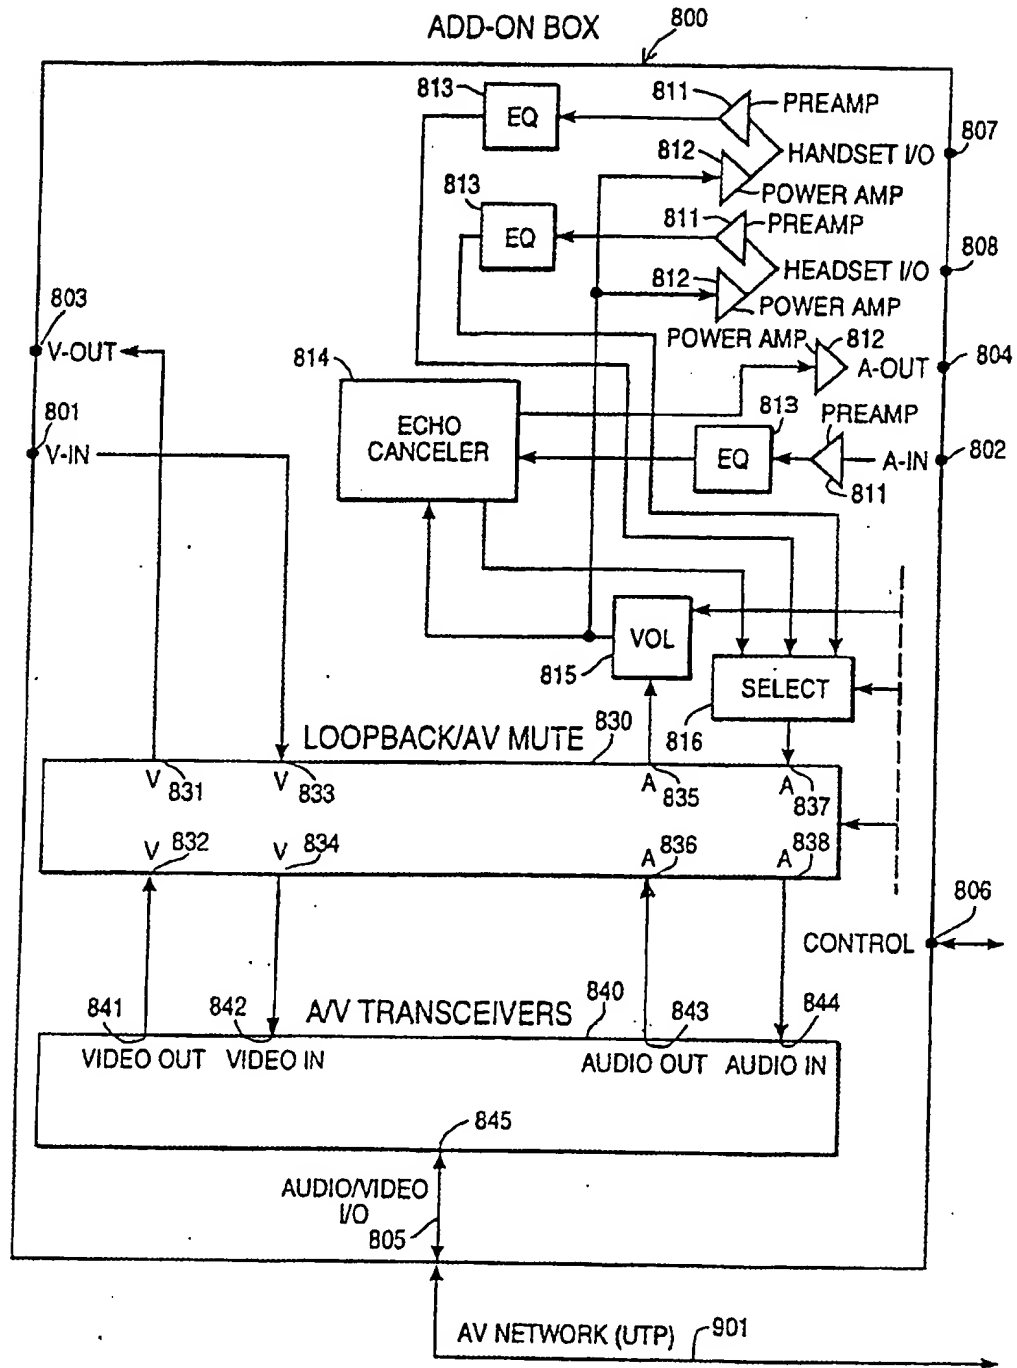 ADD-ON BOX
800
813
EQ
811
PREAMP
807
HANDSET I/O
812
POWER AMP
813
EQ
811
PREAMP
808
HEADSET I/O
812
POWER AMP
803
V-OUT
POWER AMP
812
A-OUT
804
814
ECHO
CANCELER
801
V-IN
813
EQ
PREAMP
A-IN
802
811
VOL
815
SELECT
816
LOOPBACK/AV MUTE
830
V
831
V
833
A
835
A
837
V
832
V
834
A
836
A
838
806
CONTROL
A/V TRANSCEIVERS
840
841
842
843
844
VIDEO OUT
VIDEO IN
AUDIO OUT
AUDIO IN
845
AUDIO/VIDEO
I/O
805
AV NETWORK (UTP)
901